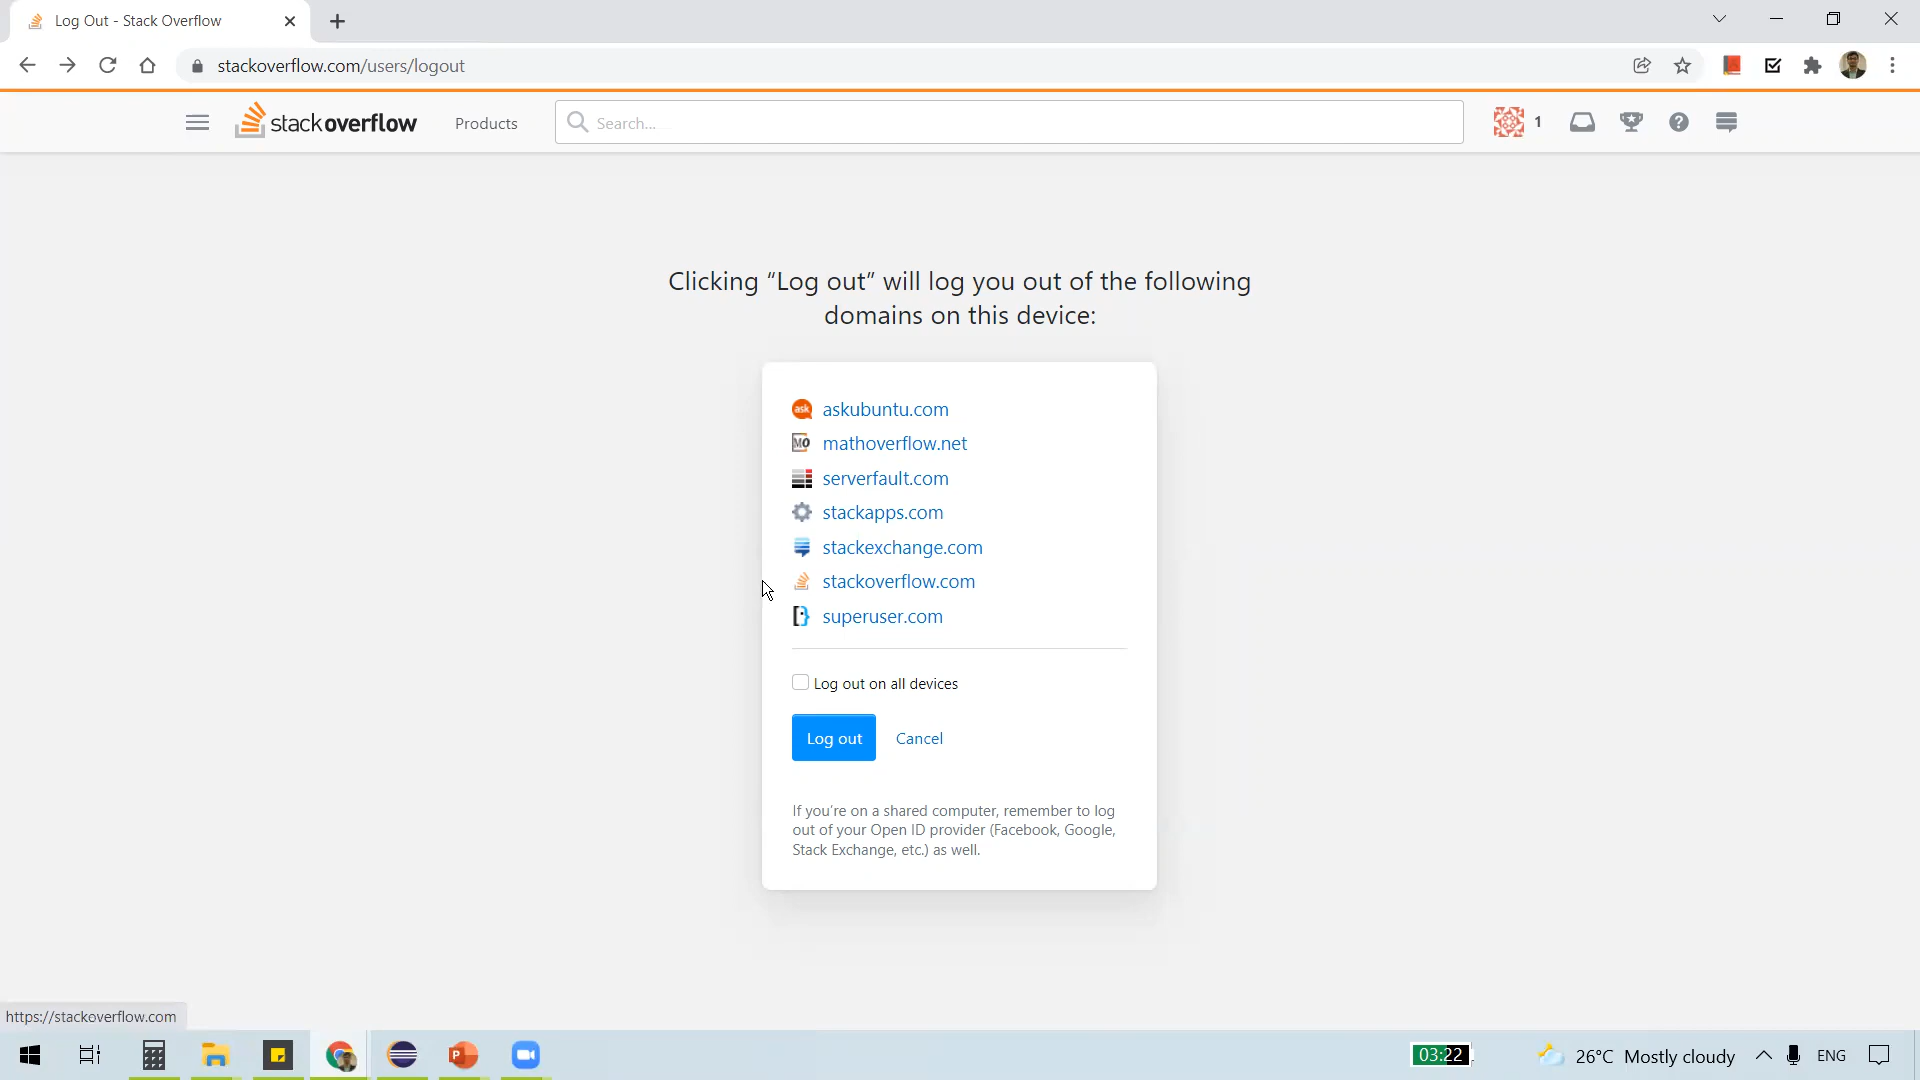 Log Out - Stack Overflow
stackoverflow.com/users/logout
stackoverflow
Products
Search...
1
Clicking “Log out” will log you out of the following
domains on this device:
ask askubuntu.com
MO mathoverflow.net
serverfault.com
stackapps.com
stackexchange.com
stackoverflow.com
superuser.com
Log out on all devices
Log out Cancel
If you’re on a shared computer, remember to log
out of your Open ID provider (Facebook, Google,
Stack Exchange, etc.) as well.
https://stackoverflow.com
P
03:22
26°C Mostly cloudy
ENG